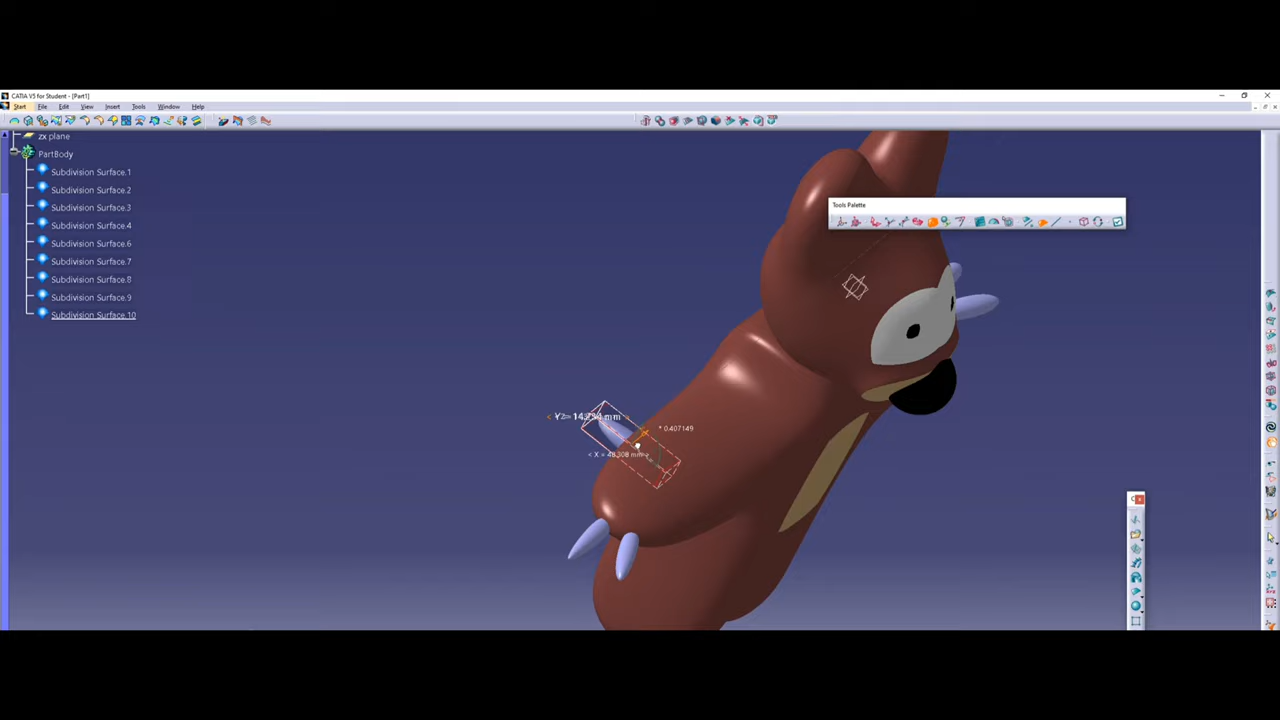 CATIA V5 for Student - [Part1]
Start File Edit View Insert Tools Window Help
zx plane
PartBody
Subdivision Surface.1
Subdivision Surface.2
Subdivision Surface.3
Subdivision Surface.4
Subdivision Surface.6
Subdivision Surface.7
Subdivision Surface.8
Subdivision Surface.9
Subdivision Surface.10
Tools Palette
* 0.407149